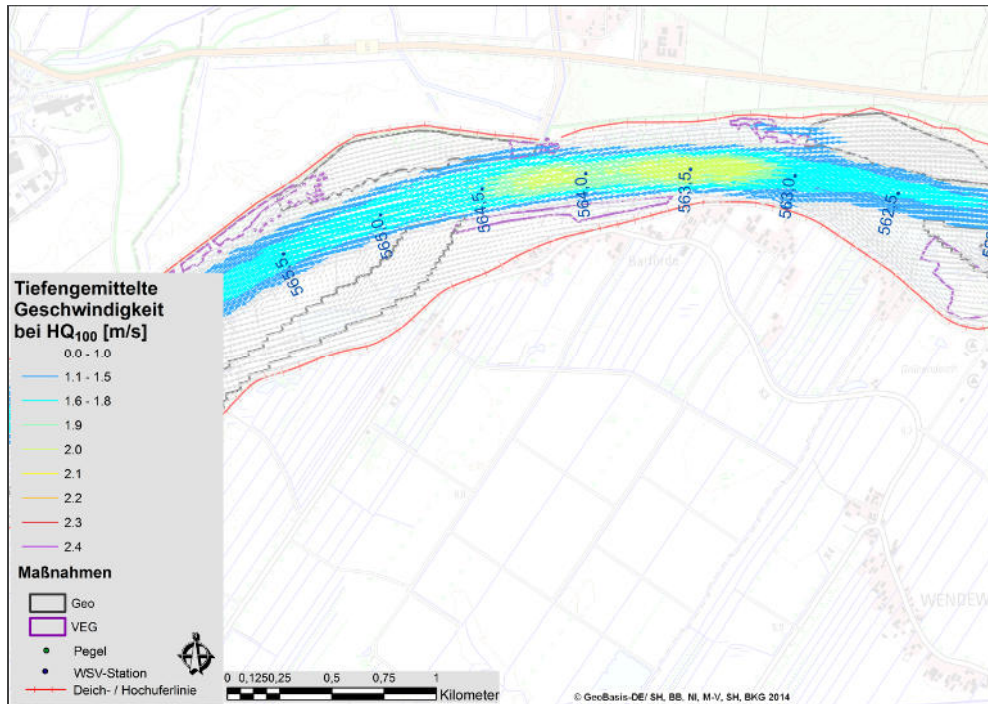 564.5
564.0
563.5
563.0
562.5
565.0
565.5
Barförde
WENDEW
Tiefengemittelte
Geschwindigkeit
bei HQ100 [m/s]
0.0 - 1.0
1.1 - 1.5
1.6 - 1.8
1.9
2.0
2.1
2.2
2.3
2.4
Maßnahmen
Geo
VEG
Pegel
WSV-Station
Deich- / Hochuferlinie
0 0,1250,25 0,5 0,75 1
Kilometer
© GeoBasis-DE/ SH, BB, NI, M-V, SH, BKG 2014